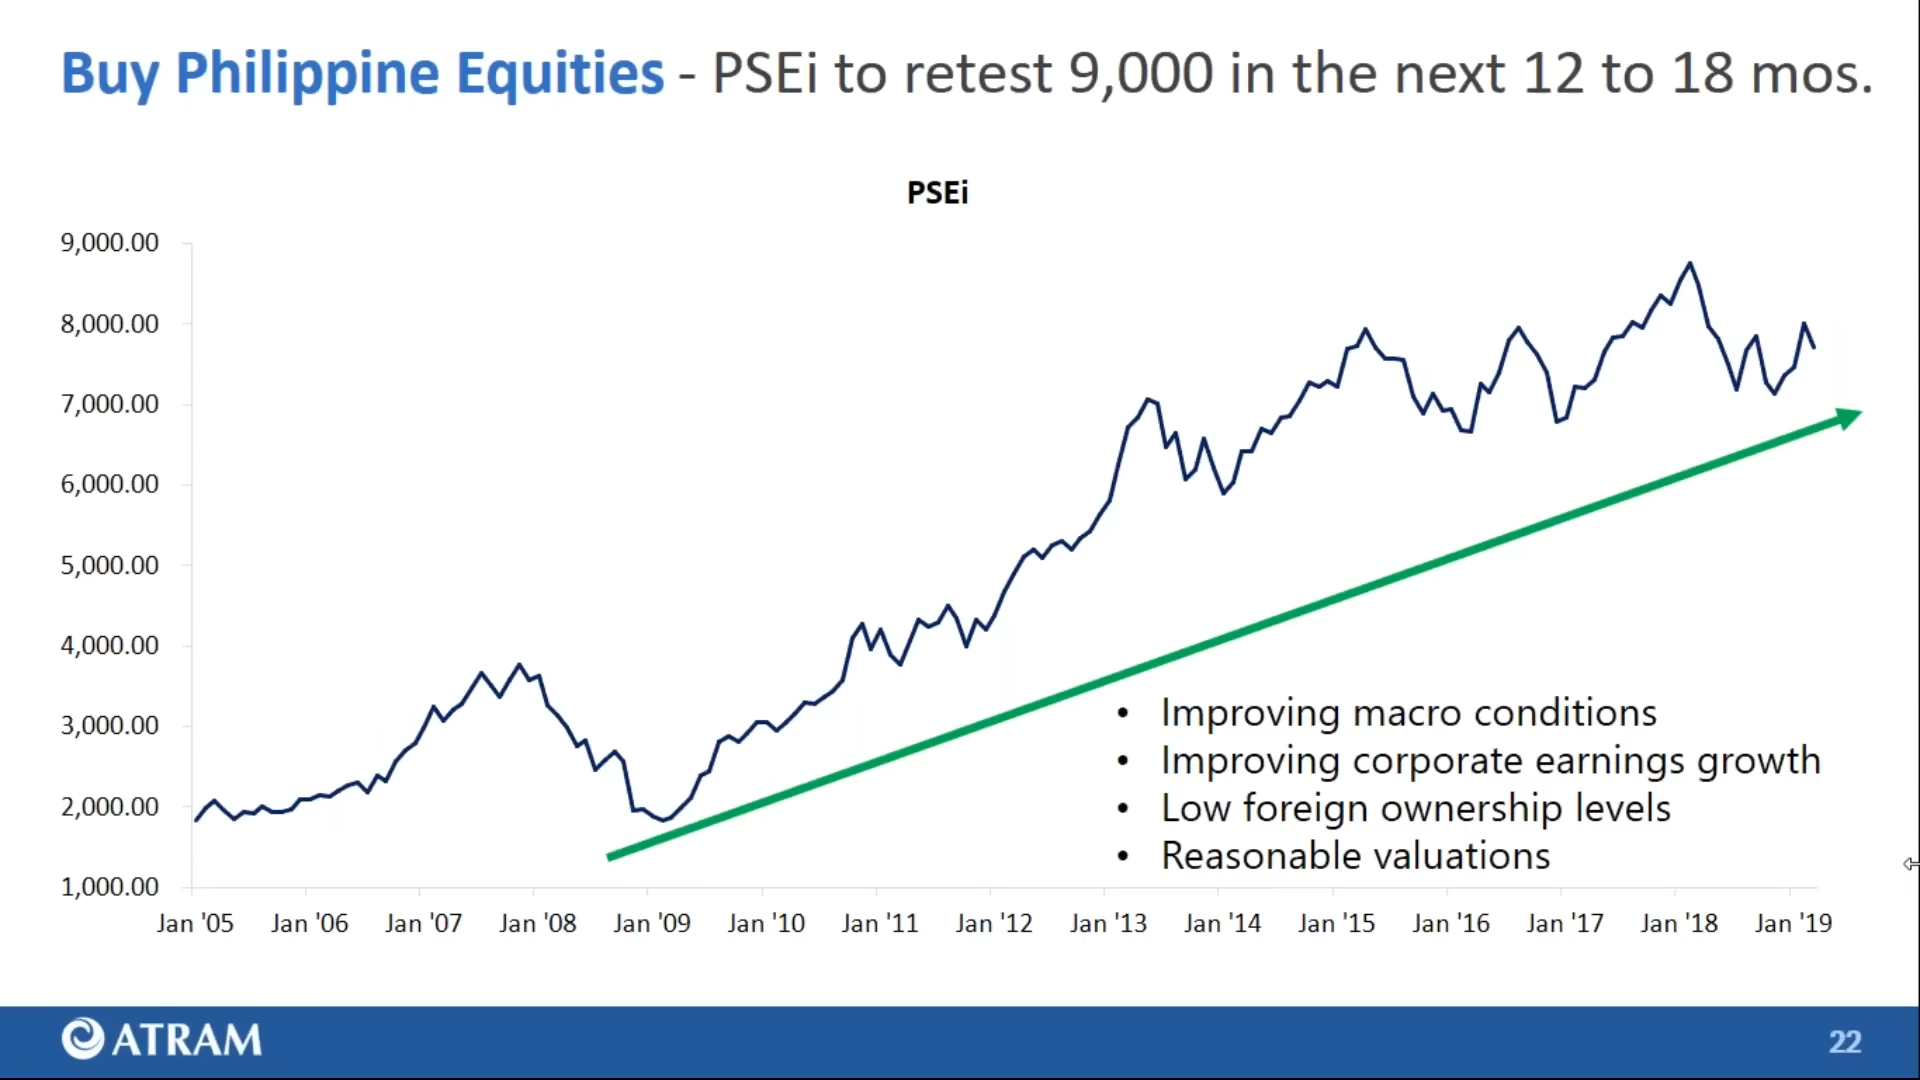 Buy Philippine Equities - PSEi to retest 9,000 in the next 12 to 18 mos.
PSEi
9,000.00
8,000.00
7,000.00
6,000.00
5,000.00
4,000.00
3,000.00
2,000.00
1,000.00
• Improving macro conditions
• Improving corporate earnings growth
• Low foreign ownership levels
• Reasonable valuations
Jan '05 Jan '06 Jan '07 Jan '08 Jan '09 Jan '10 Jan '11 Jan '12 Jan '13 Jan '14 Jan '15 Jan '16 Jan '17 Jan '18 Jan '19
ATRAM
22